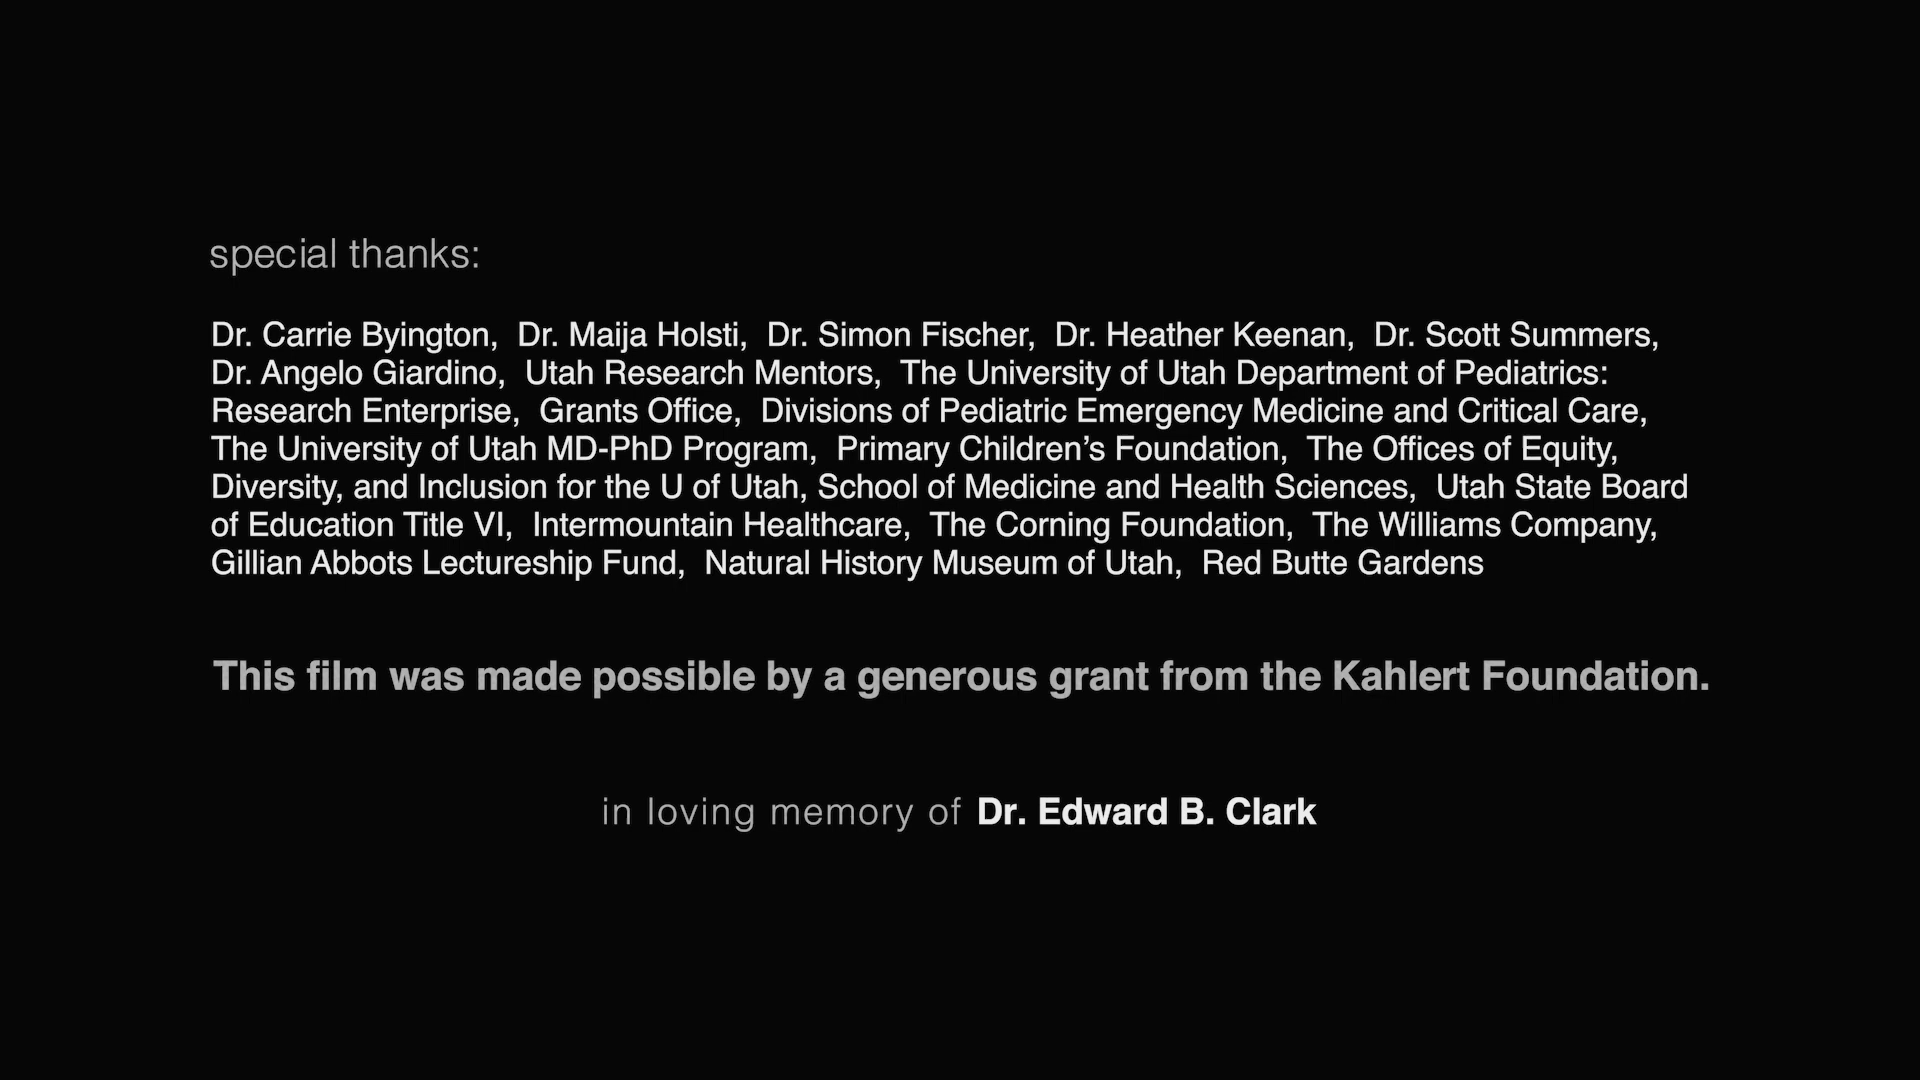 special thanks:
Dr. Carrie Byington,  Dr. Maija Holsti,  Dr. Simon Fischer,  Dr. Heather Keenan,  Dr. Scott Summers,
Dr. Angelo Giardino,  Utah Research Mentors,  The University of Utah Department of Pediatrics:
Research Enterprise,  Grants Office,  Divisions of Pediatric Emergency Medicine and Critical Care,
The University of Utah MD-PhD Program,  Primary Children’s Foundation,  The Offices of Equity,
Diversity, and Inclusion for the U of Utah, School of Medicine and Health Sciences,  Utah State Board
of Education Title VI,  Intermountain Healthcare,  The Corning Foundation,  The Williams Company,
Gillian Abbots Lectureship Fund,  Natural History Museum of Utah,  Red Butte Gardens
This film was made possible by a generous grant from the Kahlert Foundation.
in loving memory of Dr. Edward B. Clark